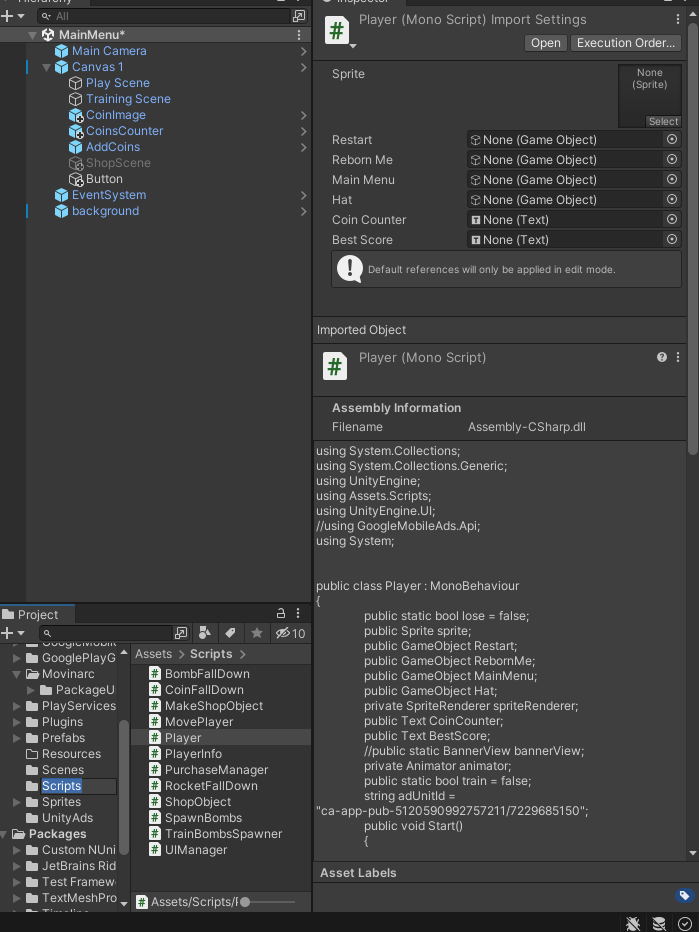 All
MainMenu*
Main Camera
Canvas 1
Play Scene
Training Scene
CoinImage
CoinsCounter
AddCoins
ShopScene
Button
EventSystem
background
Project
10
GooglePlayG
Movinarc
PackageU
PlayServices
Plugins
Prefabs
Resources
Scenes
Scripts
Sprites
UnityAds
Packages
Custom NUni
JetBrains Rid
Test Framew
TextMeshPro
Assets > Scripts >
BombFallDown
CoinFallDown
MakeShopObject
MovePlayer
Player
PlayerInfo
PurchaseManager
RocketFallDown
ShopObject
SpawnBombs
TrainBombsSpawner
UIManager
Assets/Scripts/
Player (Mono Script) Import Settings
Open Execution Order...
Sprite
None
(Sprite)
Select
Restart None (Game Object)
Reborn Me None (Game Object)
Main Menu None (Game Object)
Hat None (Game Object)
Coin Counter None (Text)
Best Score None (Text)
Default references will only be applied in edit mode.
Imported Object
Player (Mono Script)
Assembly Information
Filename Assembly-CSharp.dll
using System.Collections;
using System.Collections.Generic;
using UnityEngine;
using Assets.Scripts;
using UnityEngine.UI;
//using GoogleMobileAds.Api;
using System;
public class Player : MonoBehaviour
{
public static bool lose = false;
public Sprite sprite;
public GameObject Restart;
public GameObject RebornMe;
public GameObject MainMenu;
public GameObject Hat;
private SpriteRenderer spriteRenderer;
public Text CoinCounter;
public Text BestScore;
//public static BannerView bannerView;
private Animator animator;
public static bool train = false;
string adUnitId =
"ca-app-pub-5120590992757211/7229685150";
public void Start()
{
Asset Labels